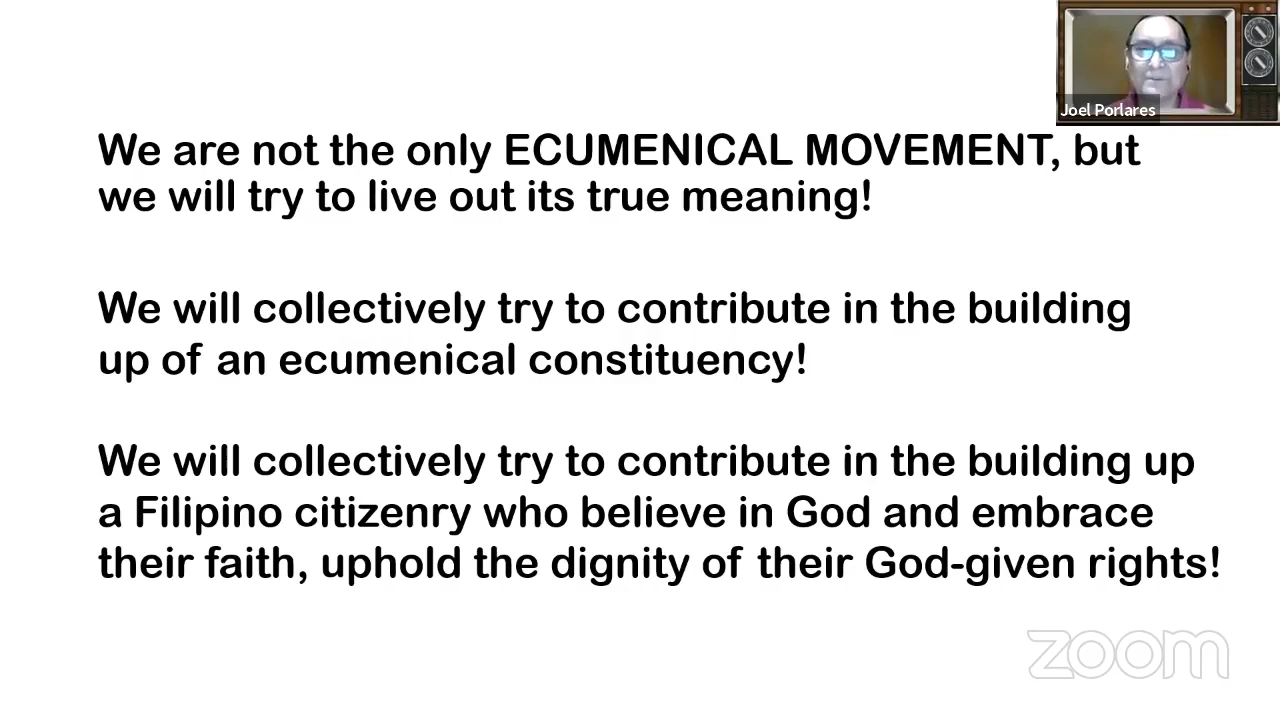 Joel Porlares
We are not the only ECUMENICAL MOVEMENT, but
we will try to live out its true meaning!
We will collectively try to contribute in the building
up of an ecumenical constituency!
We will collectively try to contribute in the building up
a Filipino citizenry who believe in God and embrace
their faith, uphold the dignity of their God-given rights!
zoom